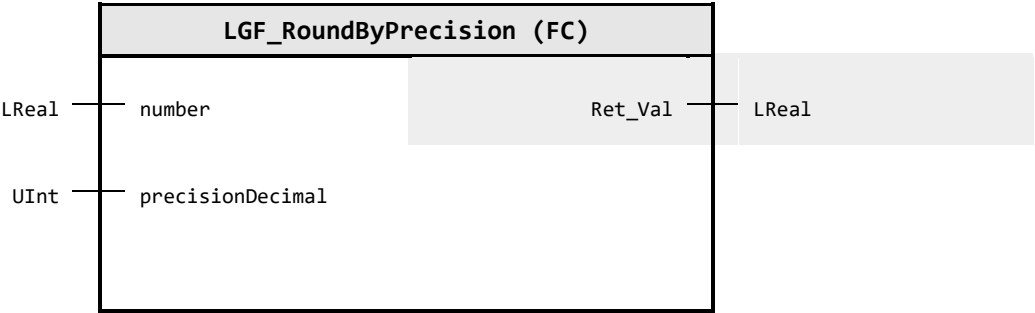 LGF_RoundByPrecision (FC)
LReal number Ret_Val LReal
UInt precisionDecimal